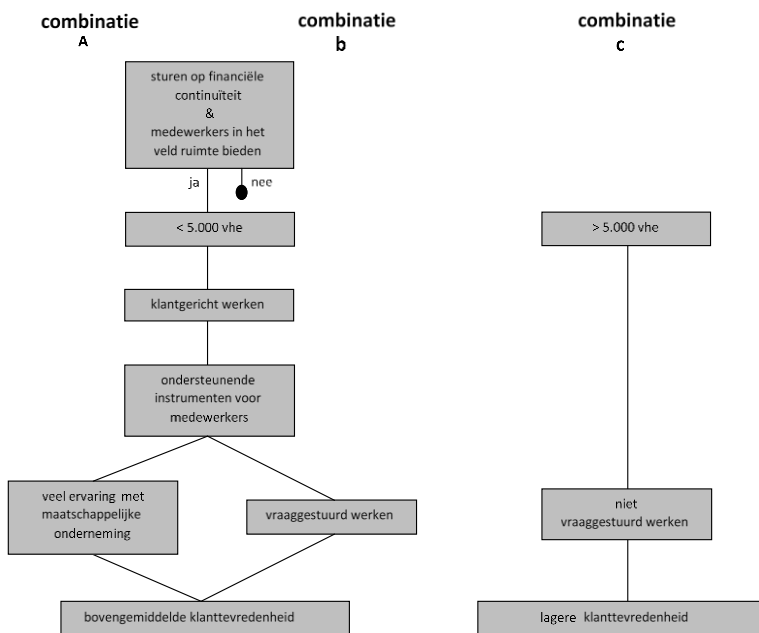 combinatie
A
combinatie
b
combinatie
c
sturen op financiële
continuïteit
&
medewerkers in het
veld ruimte bieden
ja
nee
< 5.000 vhe
> 5.000 vhe
klantgericht werken
ondersteunende
instrumenten voor
medewerkers
veel ervaring met
maatschappelijke
onderneming
vraaggestuurd werken
niet
vraaggestuurd werken
bovengemiddelde klanttevredenheid
lagere klanttevredenheid